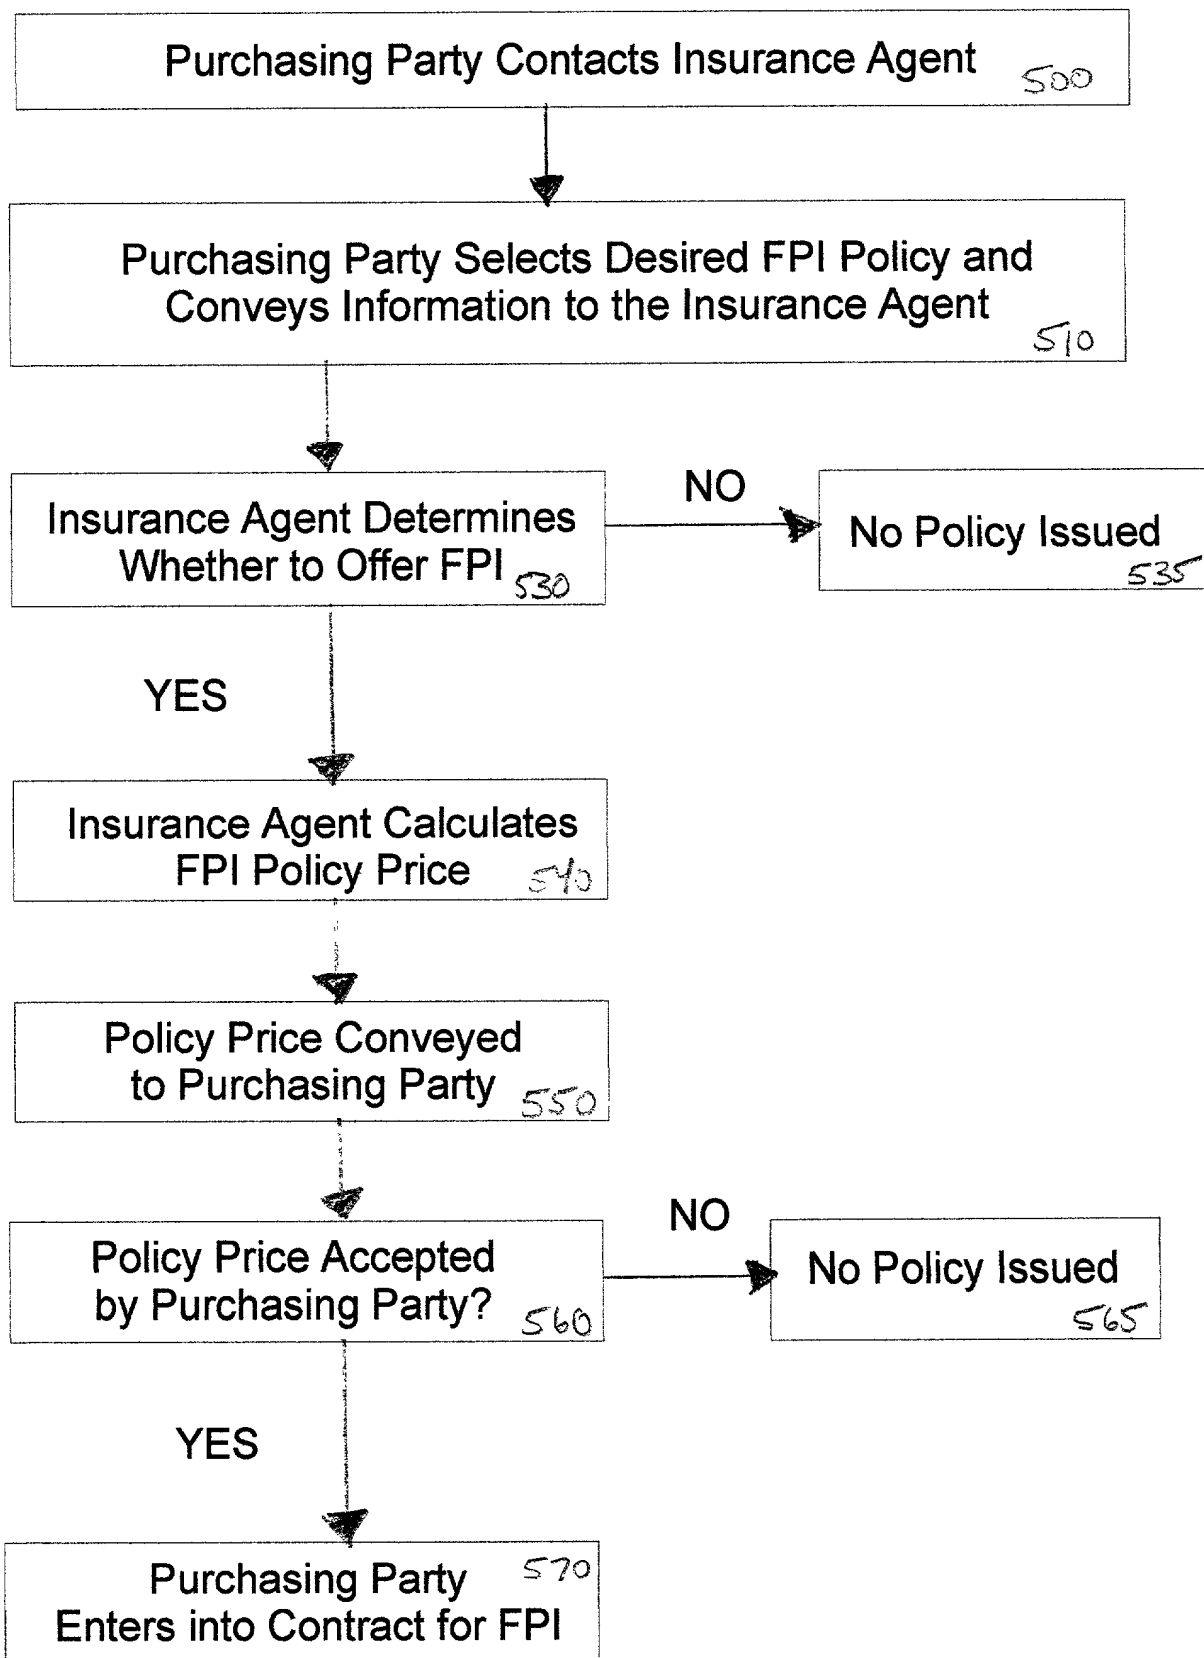 Purchasing Party Contacts Insurance Agent 500
Purchasing Party Selects Desired FPI Policy and
Conveys Information to the Insurance Agent
510
Insurance Agent Determines
Whether to Offer FPI 530
NO
No Policy Issued
535
YES
Insurance Agent Calculates
FPI Policy Price 540
Policy Price Conveyed
to Purchasing Party 550
Policy Price Accepted
by Purchasing Party? 560
NO
No Policy Issued
565
YES
Purchasing Party 570
Enters into Contract for FPI